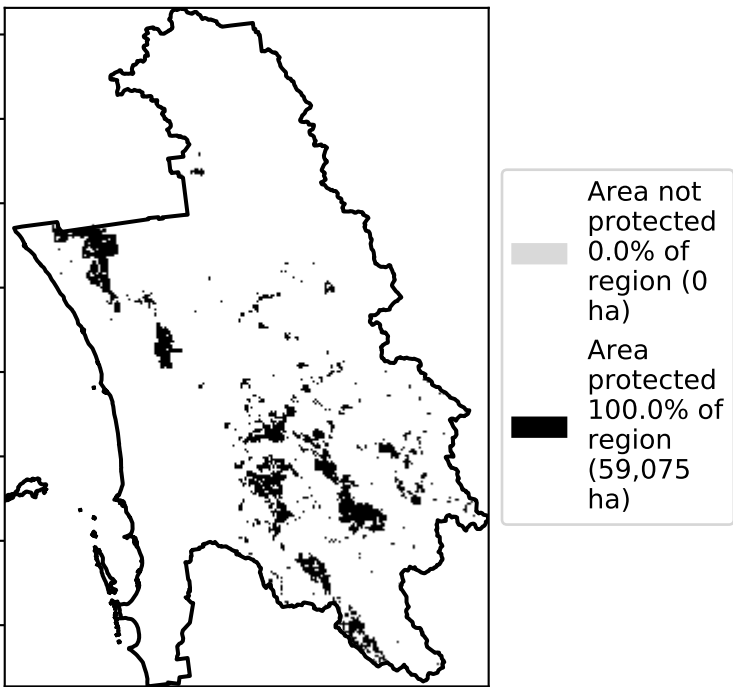 Area not
protected
0.0% of
region (0
ha)
Area
protected
100.0% of
region
(59,075
ha)